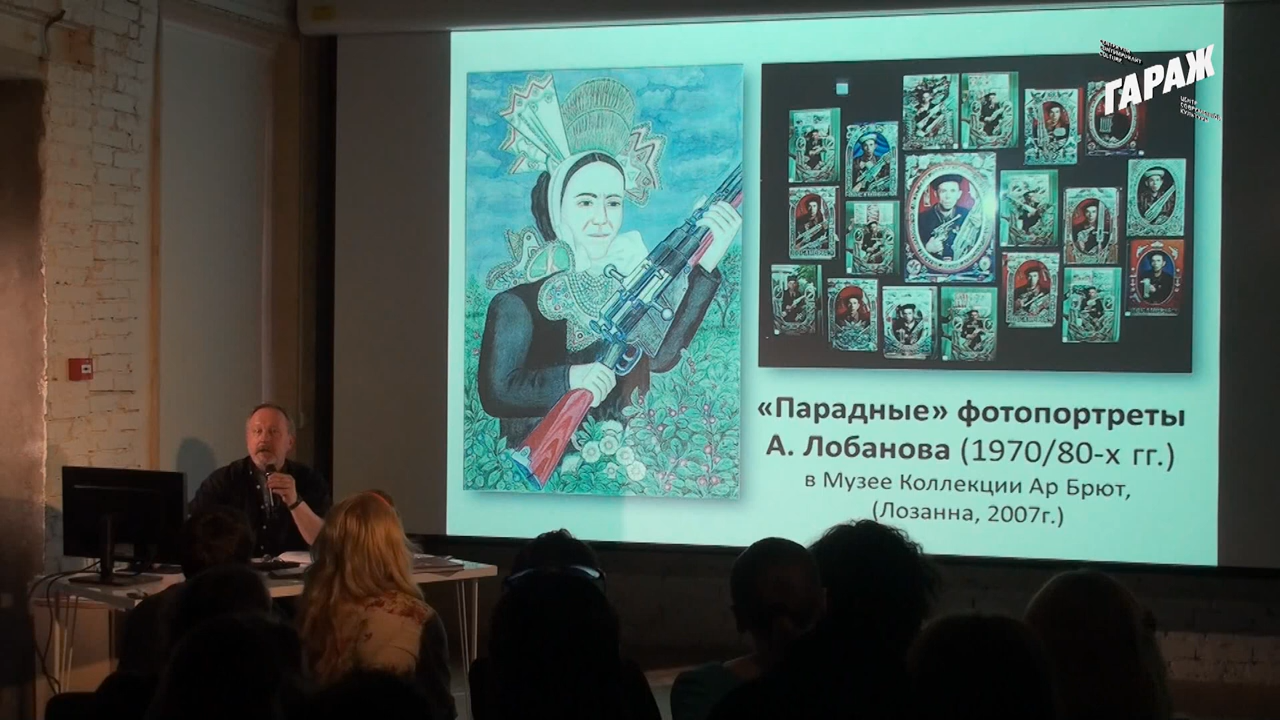 ГАРАЖ
«Парадные» фотопортреты
А. Лобанова (1970/80-х гг.)
в Музее Коллекции Ар Брют,
(Лозанна, 2007г.)